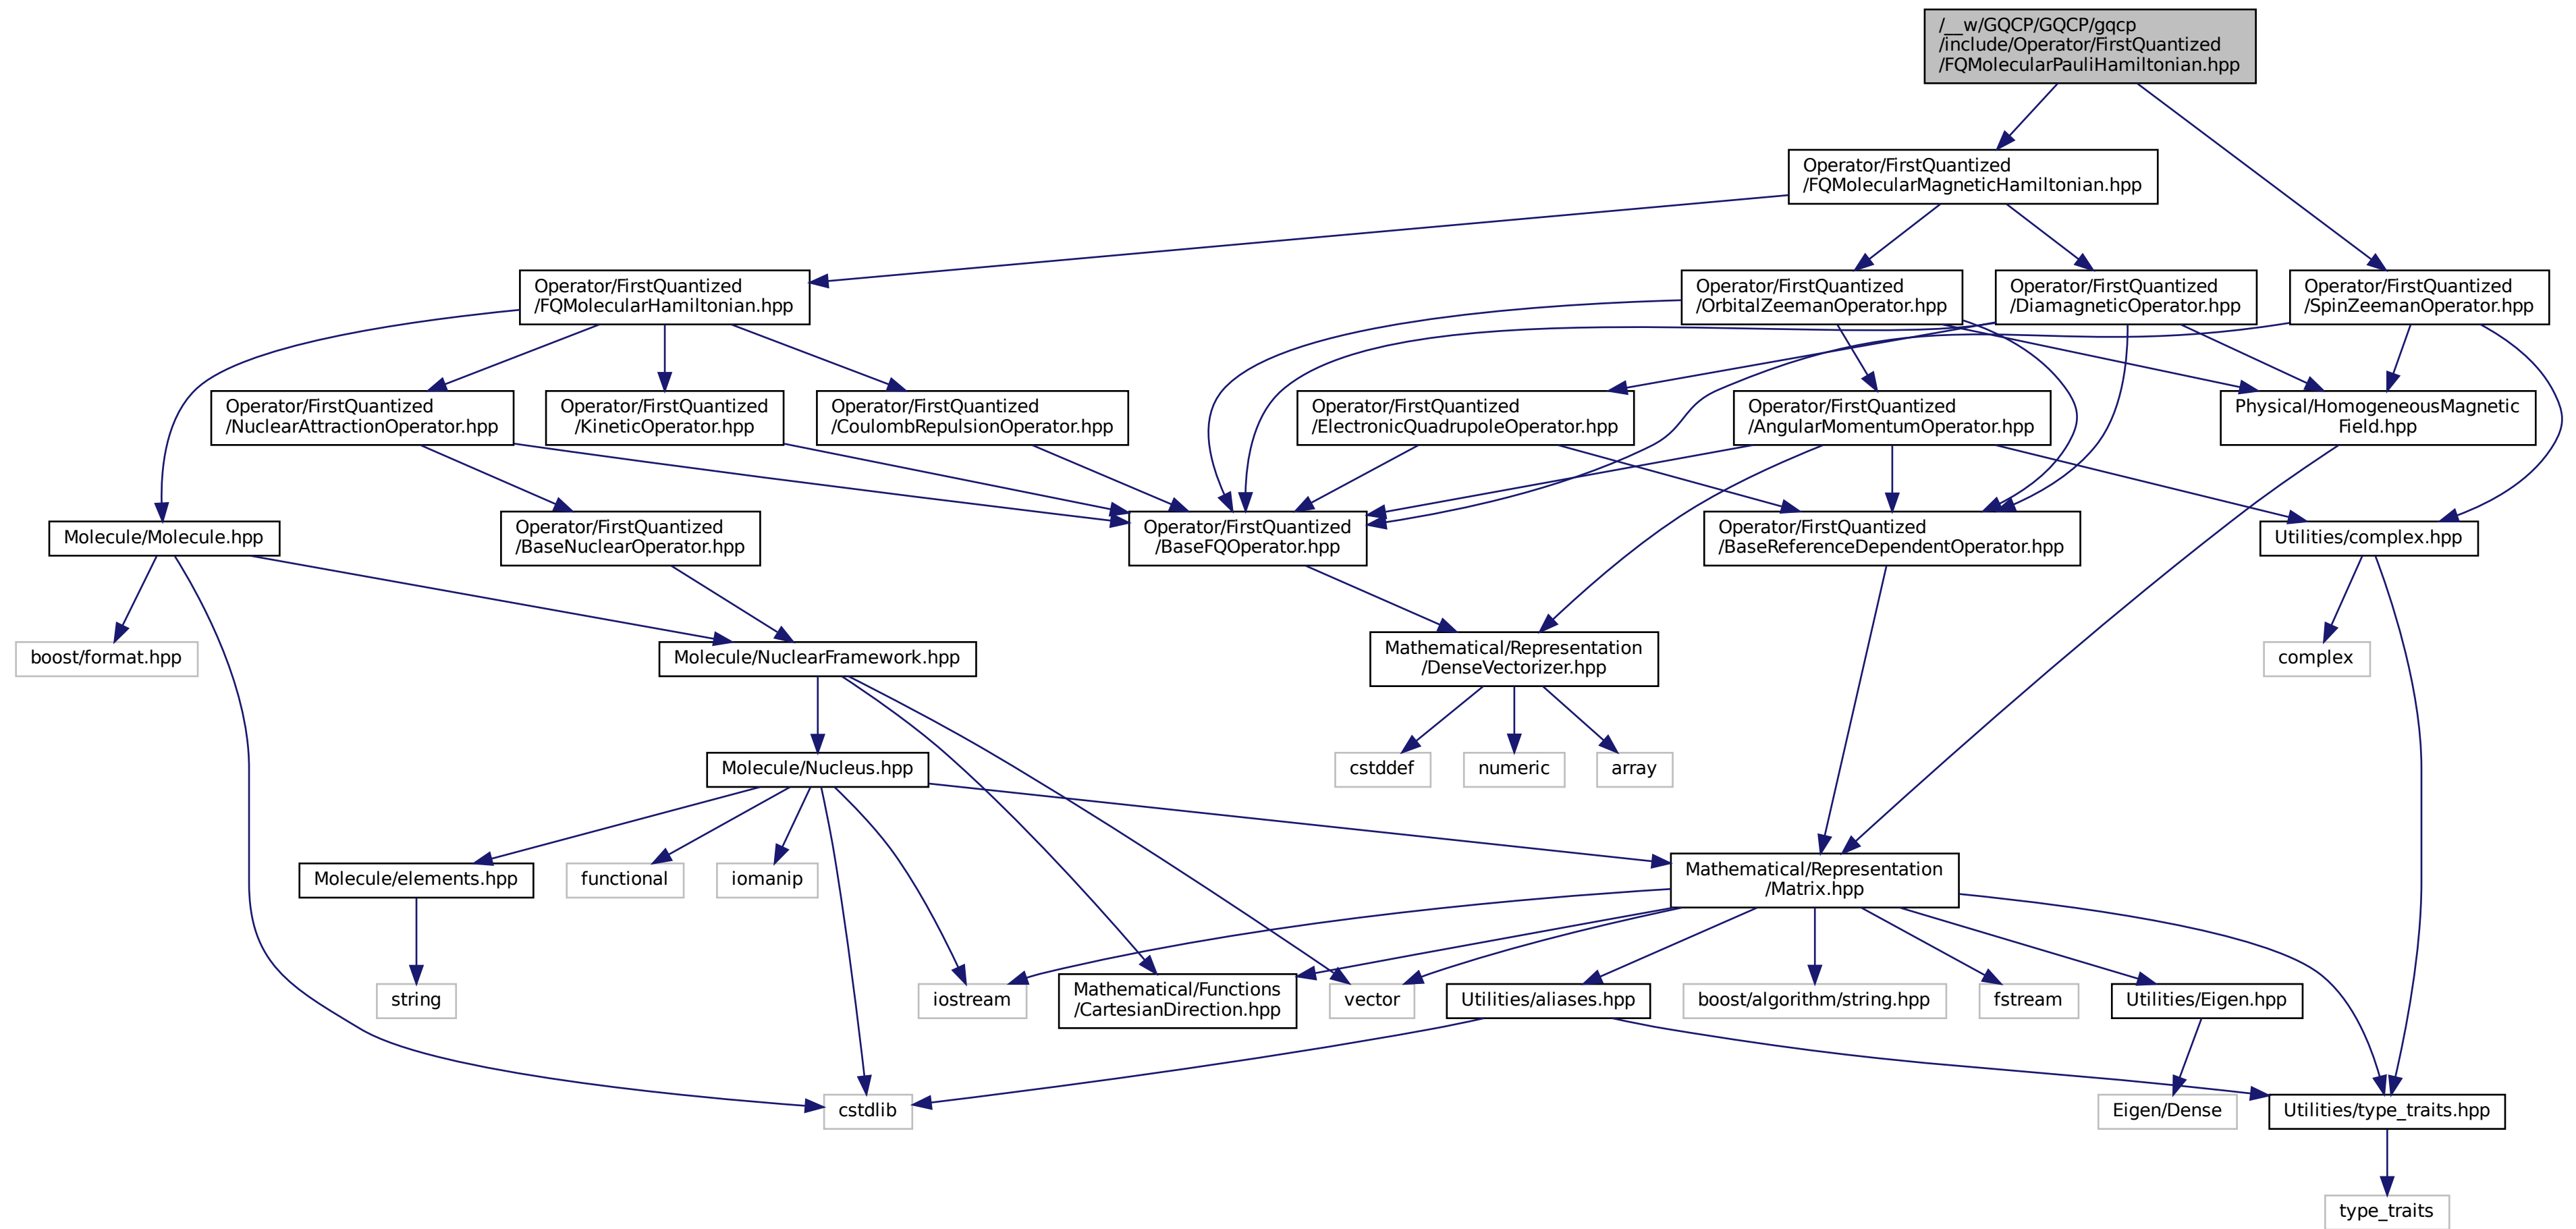 /__w/GQCP/GQCP/gqcp
/include/Operator/FirstQuantized
/FQMolecularPauliHamiltonian.hpp
Operator/FirstQuantized
/FQMolecularMagneticHamiltonian.hpp
Operator/FirstQuantized
/FQMolecularHamiltonian.hpp
Operator/FirstQuantized
/OrbitalZeemanOperator.hpp
Operator/FirstQuantized
/DiamagneticOperator.hpp
Operator/FirstQuantized
/SpinZeemanOperator.hpp
Operator/FirstQuantized
/NuclearAttractionOperator.hpp
Operator/FirstQuantized
/KineticOperator.hpp
Operator/FirstQuantized
/CoulombRepulsionOperator.hpp
Operator/FirstQuantized
/ElectronicQuadrupoleOperator.hpp
Operator/FirstQuantized
/AngularMomentumOperator.hpp
Physical/HomogeneousMagnetic
Field.hpp
Molecule/Molecule.hpp
Operator/FirstQuantized
/BaseNuclearOperator.hpp
Operator/FirstQuantized
/BaseFQOperator.hpp
Operator/FirstQuantized
/BaseReferenceDependentOperator.hpp
Utilities/complex.hpp
boost/format.hpp
Molecule/NuclearFramework.hpp
Mathematical/Representation
/DenseVectorizer.hpp
complex
Molecule/Nucleus.hpp
cstddef
numeric
array
Molecule/elements.hpp
functional
iomanip
Mathematical/Representation
/Matrix.hpp
string
iostream
Mathematical/Functions
/CartesianDirection.hpp
vector
Utilities/aliases.hpp
boost/algorithm/string.hpp
fstream
Utilities/Eigen.hpp
cstdlib
Eigen/Dense
Utilities/type_traits.hpp
type_traits